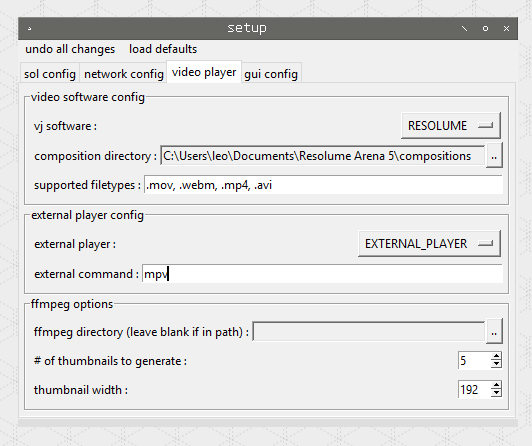 setup
undo all changes load defaults
sol config network config video player gui config
video software config
vj software : RESOLUME
composition directory : C:\Users\leo\Documents\Resolume Arena 5\compositions ..
supported filetypes : .mov, .webm, .mp4, .avi
external player config
external player : EXTERNAL_PLAYER
external command : mpv
ffmpeg options
ffmpeg directory (leave blank if in path) : ..
# of thumbnails to generate : 5
thumbnail width : 192